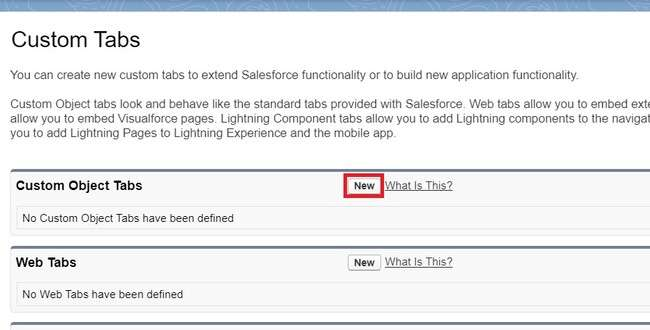 Custom Tabs
You can create new custom tabs to extend Salesforce functionality or to build new application functionality.
Custom Object tabs look and behave like the standard tabs provided with Salesforce. Web tabs allow you to embed
allow you to embed Visualforce pages. Lightning Component tabs allow you to add Lightning components to the
you to add Lightning Pages to Lightning Experience and the mobile app.
Custom Object Tabs New What Is This?
No Custom Object Tabs have been defined
Web Tabs New What Is This?
No Web Tabs have been defined